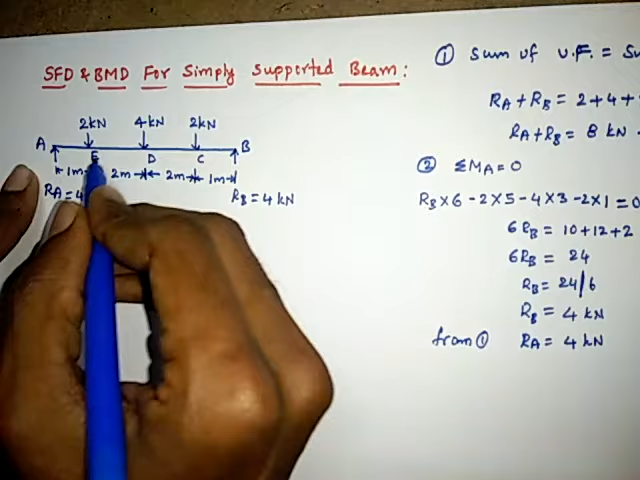 SFD & BMD For Simply Supported Beam :
2kN 4kN 2kN
A B
E D C
1m 2m 2m 1m
RA = 4 RB = 4 kN
① Sum of U.F. = Su
RA + RB = 2 + 4 +
RA + RB = 8 kN
② ΣMA = 0
RB × 6 - 2 × 5 - 4 × 3 - 2 × 1 = 0
6 RB = 10 + 12 + 2
6RB = 24
RB = 24/6
RB = 4 kN
from ① RA = 4 kN